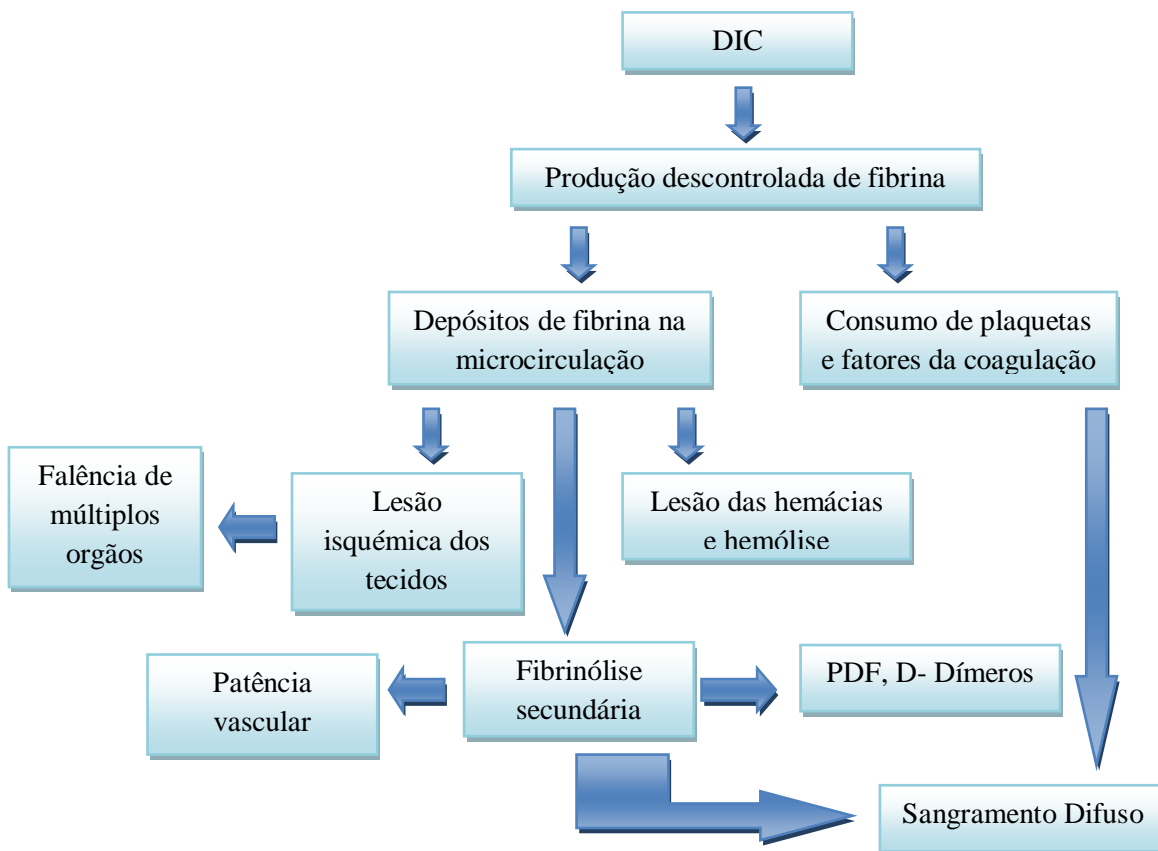 DIC
Produção descontrolada de fibrina
Depósitos de fibrina na
microcirculação
Consumo de plaquetas
e fatores da coagulação
Falência de
múltiplos
orgãos
Lesão
isquémica dos
tecidos
Lesão das hemácias
e hemólise
Patência
vascular
Fibrinólise
secundária
PDF, D- Dímeros
Sangramento Difuso